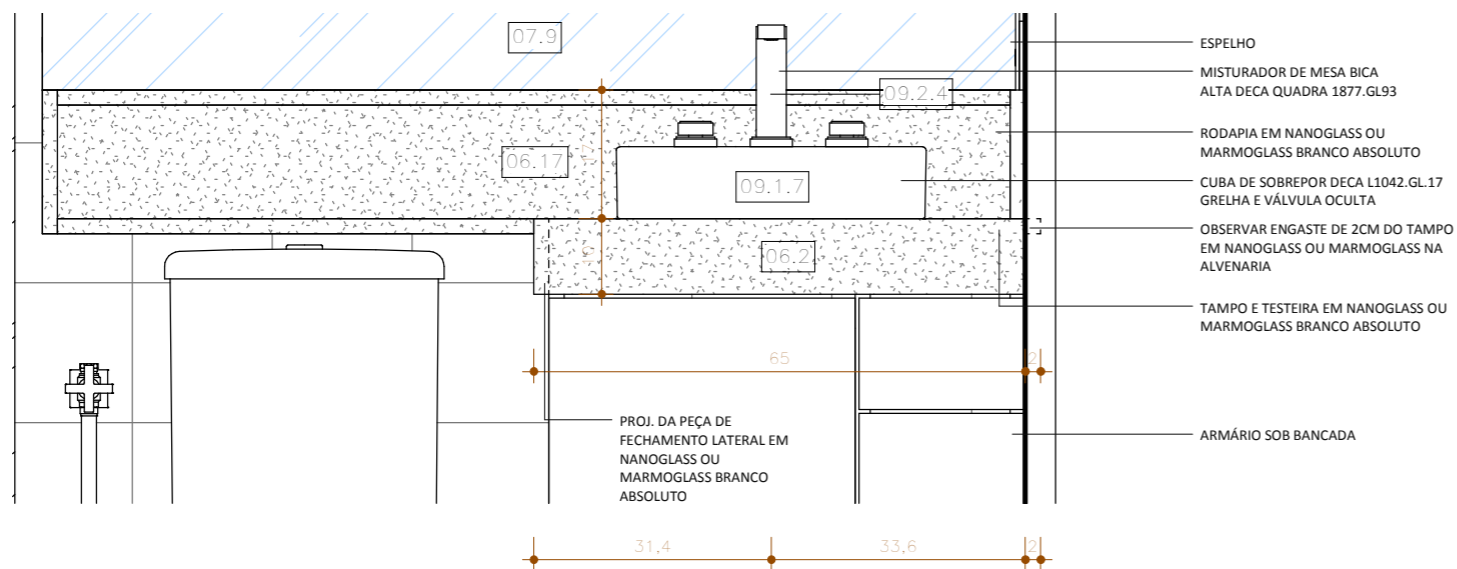 07.9
ESPELHO
MISTURADOR DE MESA BICA
ALTA DECA QUADRA 1877.GL93
09.2.4
RODAPIA EM NANOGLASS OU
MARMOGLASS BRANCO ABSOLUTO
06.17
17
09.1.7
CUBA DE SOBREPOR DECA L1042.GL.17
GRELHA E VÁLVULA OCULTA
OBSERVAR ENGASTE DE 2CM DO TAMPO
EM NANOGLASS OU MARMOGLASS NA
ALVENARIA
06.2
10
TAMPO E TESTEIRA EM NANOGLASS OU
MARMOGLASS BRANCO ABSOLUTO
65
2
PROJ. DA PEÇA DE
FECHAMENTO LATERAL EM
NANOGLASS OU
MARMOGLASS BRANCO
ABSOLUTO
ARMÁRIO SOB BANCADA
31,4
33,6
2